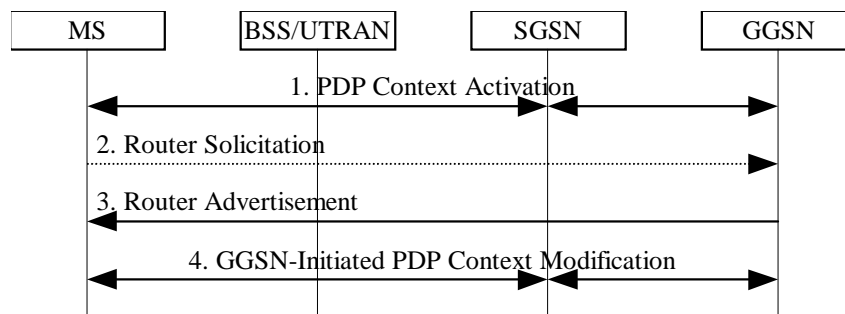 MS BSS/UTRAN SGSN GGSN
1. PDP Context Activation
2. Router Solicitation
3. Router Advertisement
4. GGSN-Initiated PDP Context Modification